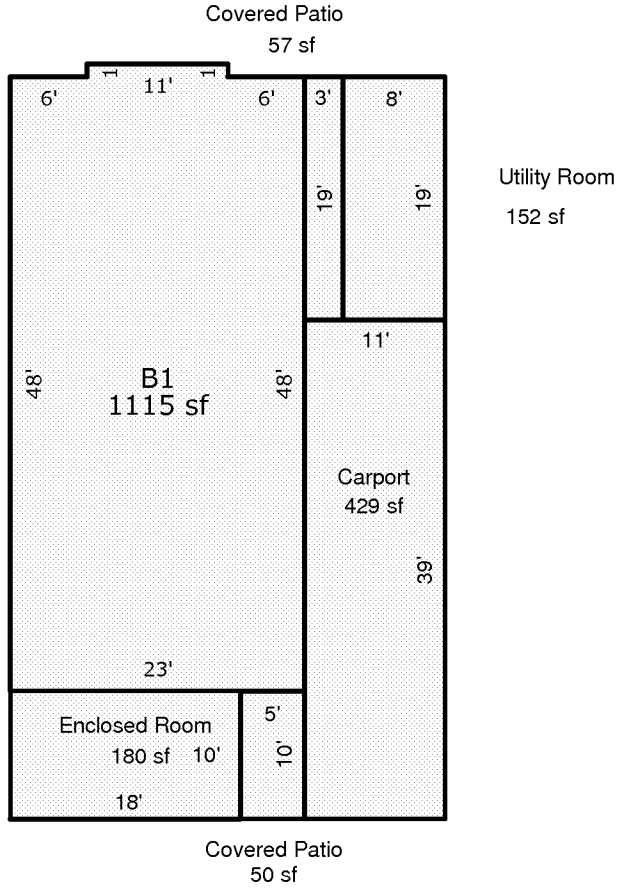 Covered Patio
57 sf
1 11' 1
6' 6' 3' 8'
19' 19'
Utility Room
152 sf
11'
48' B1 48'
1115 sf
Carport
429 sf
39'
23'
5'
Enclosed Room
180 sf 10' 10'
18'
Covered Patio
50 sf